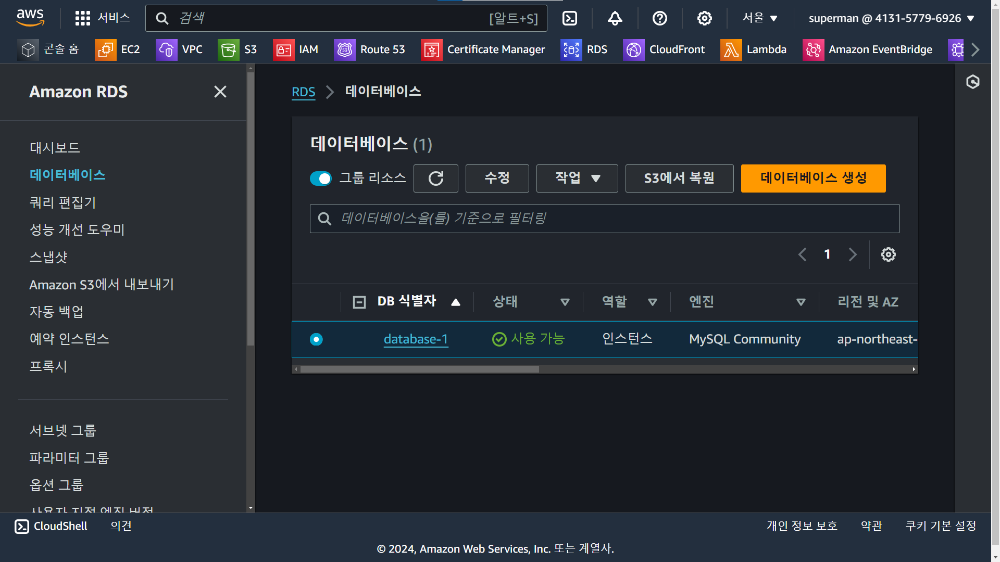 aws
서비스
검색
[알트+S]
서울
superman @ 4131-5779-6926
콘솔 홈
EC2
VPC
S3
IAM
Route 53
Certificate Manager
RDS
CloudFront
Lambda
Amazon EventBridge
Amazon RDS
대시보드
데이터베이스
쿼리 편집기
성능 개선 도우미
스냅샷
Amazon S3에서 내보내기
자동 백업
예약 인스턴스
프록시
서브넷 그룹
파라미터 그룹
옵션 그룹
사용자 지정 엔진 버전
RDS
데이터베이스
데이터베이스 (1)
그룹 리소스
수정
작업
S3에서 복원
데이터베이스 생성
데이터베이스을(를) 기준으로 필터링
1
DB 식별자
상태
역할
엔진
리전 및 AZ
database-1
사용 가능
인스턴스
MySQL Community
ap-northeast-
CloudShell
의견
개인 정보 보호
약관
쿠키 기본 설정
© 2024, Amazon Web Services, Inc. 또는 계열사.